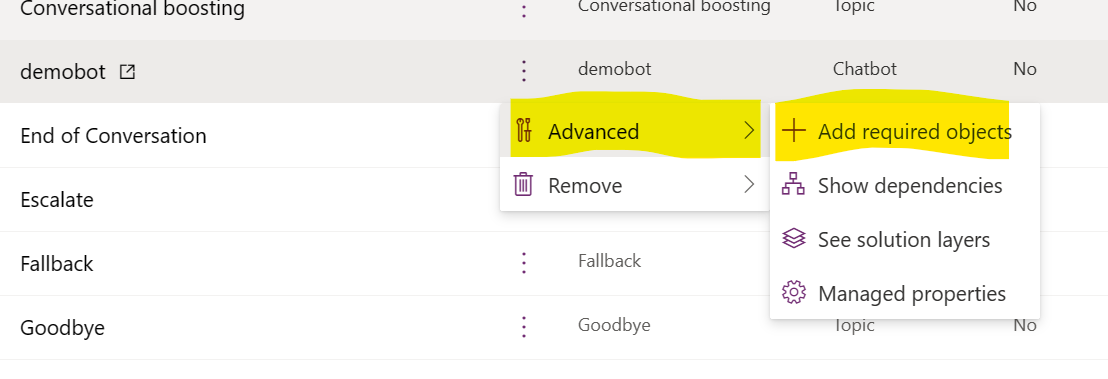 Conversational boosting Conversational boosting Topic No
demobot demobot Chatbot No
End of Conversation Advanced Add required objects
Escalate Remove Show dependencies
See solution layers
Fallback Fallback
Managed properties
Goodbye Goodbye Topic No